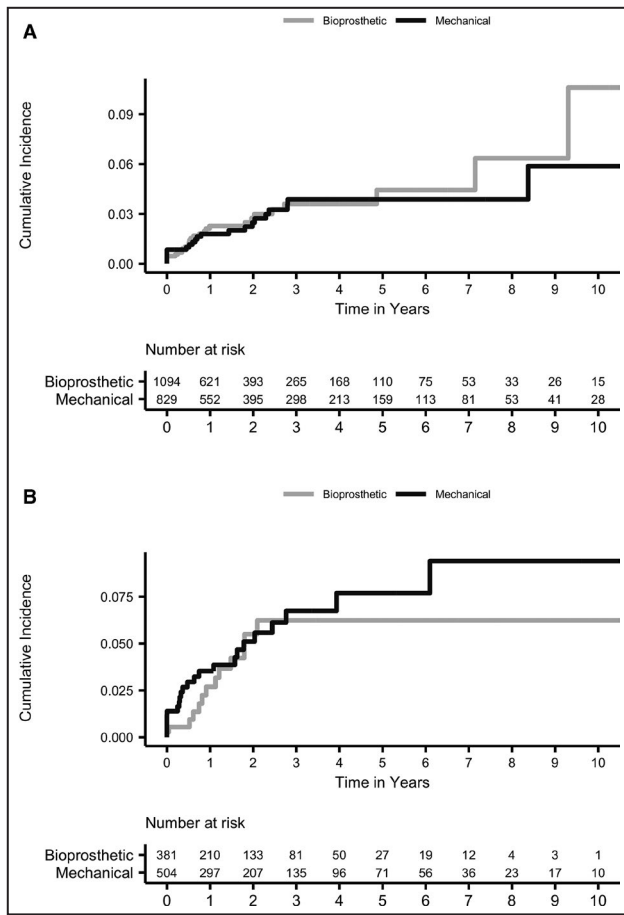 A
Bioprosthetic Mechanical
Cumulative Incidence
0.09
0.06
0.03
0.00
0 1 2 3 4 5 6 7 8 9 10
Time in Years
Number at risk
Bioprosthetic 1094 621 393 265 168 110 75 53 33 26 15
Mechanical 829 552 395 298 213 159 113 81 53 41 28
0 1 2 3 4 5 6 7 8 9 10
B
Bioprosthetic Mechanical
Cumulative Incidence
0.075
0.050
0.025
0.000
0 1 2 3 4 5 6 7 8 9 10
Time in Years
Number at risk
Bioprosthetic 381 210 133 81 50 27 19 12 4 3 1
Mechanical 504 297 207 135 96 71 56 36 23 17 10
0 1 2 3 4 5 6 7 8 9 10